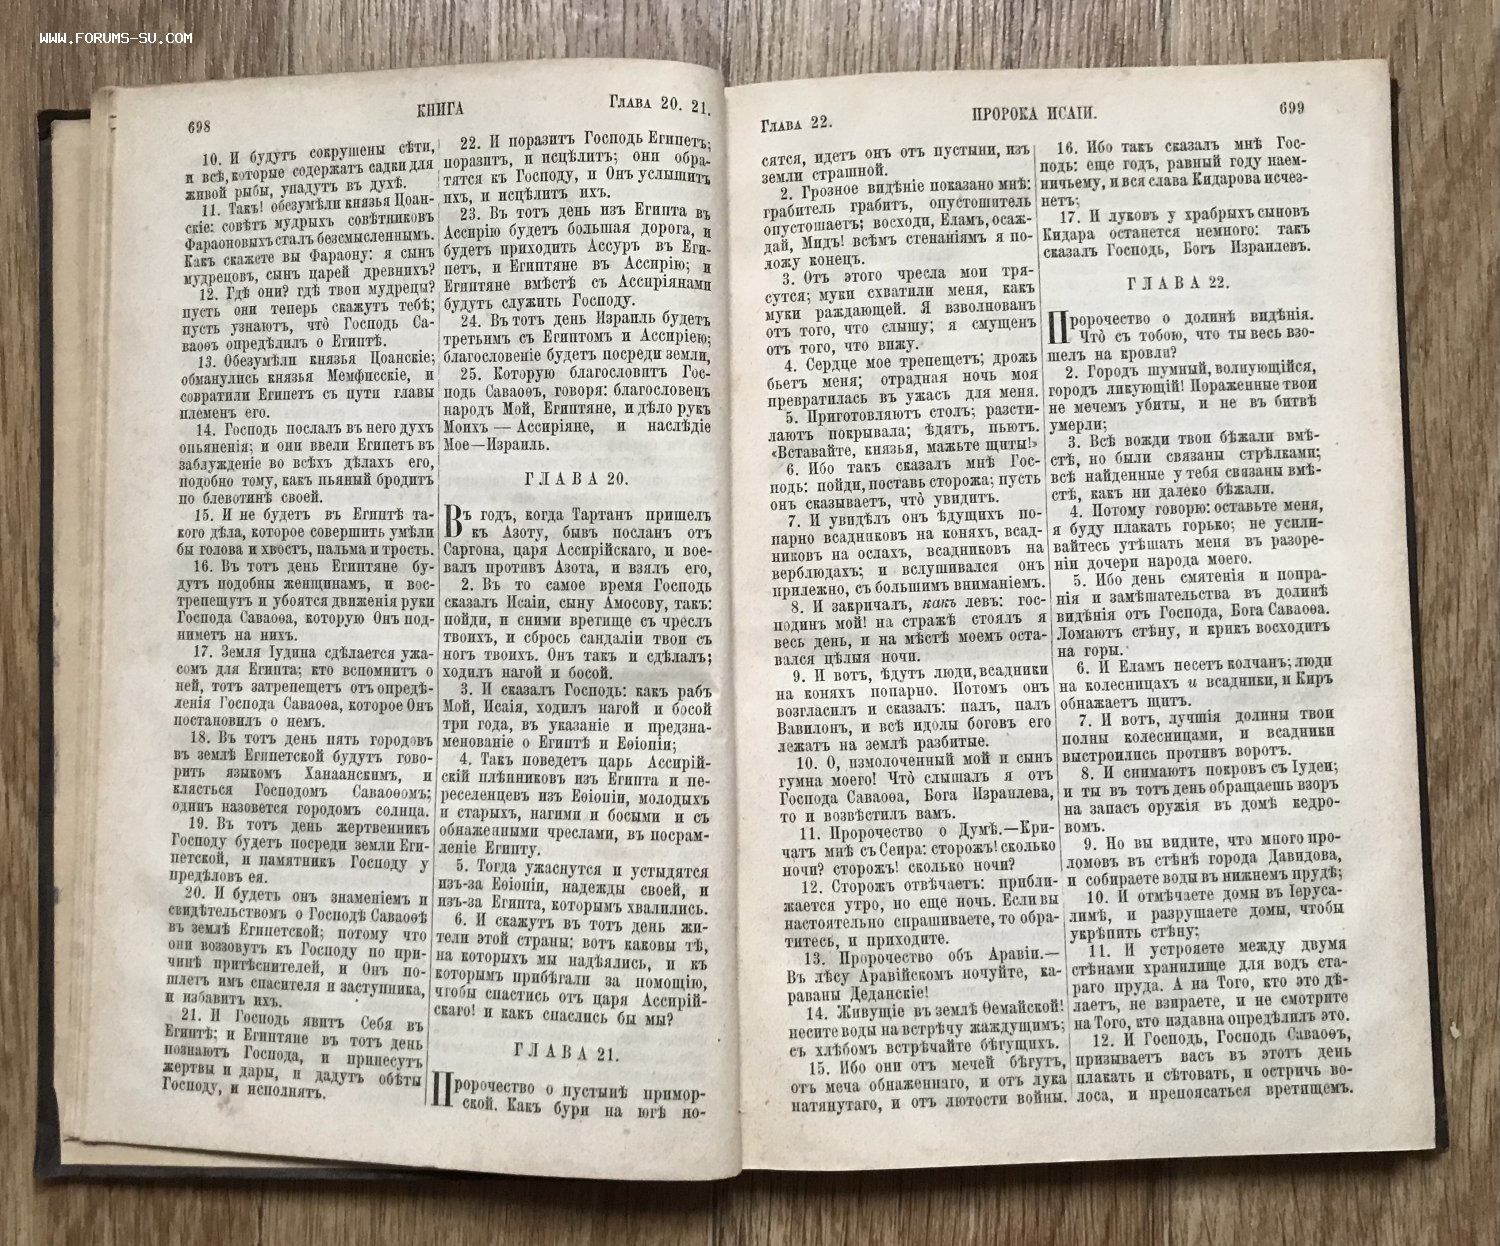 WWW.FORUMS-SU.COM
698
КНИГА
Глава 20. 21.
10. И будутъ сокрушены сѣти,
и всѣ, которые содержатъ садки для
живой рыбы, упадутъ въ духѣ.
11. Такъ! обезумѣли князья Цоан-
скіе: совѣтъ мудрыхъ совѣтниковъ
Фараоновыхъ сталъ безсмысленнымъ.
Какъ скажете вы Фараону: я сынъ
мудрецовъ, сынъ царей древнихъ?
12. Гдѣ они? гдѣ твои мудрецы?
пусть они теперь скажутъ тебѣ;
пусть узнаютъ, чтò Господь Са-
ваоѳъ опредѣлилъ о Египтѣ.
13. Обезумѣли князья Цоанскіе;
обманулись князья Мемфисскіе, и
совратили Египетъ съ пути главы
племенъ его.
14. Господь послалъ въ него духъ
опьяненія; и они ввели Египетъ въ
заблужденіе во всѣхъ дѣлахъ его,
подобно тому, какъ пьяный бродитъ
по блевотинѣ своей.
15. И не будетъ въ Египтѣ та-
кого дѣла, которое совершить умѣли
бы голова и хвостъ, пальма и трость.
16. Въ тотъ день Египтяне бу-
дутъ подобны женщинамъ, и вос-
трепещутъ и убоятся движенія руки
Господа Саваоѳа, которую Онъ под-
ниметъ на нихъ.
17. Земля Іудина сдѣлается ужа-
сомъ для Египта; кто вспомнитъ о
ней, тотъ затрепещетъ отъ опредѣ-
ленія Господа Саваоѳа, которое Онъ
постановилъ о немъ.
18. Въ тотъ день пять городовъ
въ землѣ Египетской будутъ гово-
рить языкомъ Ханаанскимъ, и
клясться Господомъ Саваоѳомъ;
одинъ назовется городомъ солнца.
19. Въ тотъ день жертвенникъ
Господу будетъ посреди земли Еги-
петской, и памятникъ Господу у
предѣловъ ея.
20. И будетъ онъ знаменіемъ и
свидѣтельствомъ о Господѣ Саваоѳѣ
въ землѣ Египетской; потому что
они воззовутъ къ Господу по при-
чинѣ притѣснителей, и Онъ по-
шлетъ имъ спасителя и заступника,
и избавитъ ихъ.
21. И Господь явитъ Себя въ
Египтѣ; и Египтяне въ тотъ день
познаютъ Господа, и принесутъ
жертвы и дары, и дадутъ обѣты
Господу, и исполнятъ.
22. И поразитъ Господь Египетъ;
поразитъ, и исцѣлитъ; они обра-
тятся къ Господу, и Онъ услышитъ
ихъ, и исцѣлитъ ихъ.
23. Въ тотъ день изъ Египта въ
Ассирію будетъ большая дорога, и
будетъ приходить Ассуръ въ Еги-
петъ, и Египтяне въ Ассирію; и
Египтяне вмѣстѣ съ Ассиріянами
будутъ служить Господу.
24. Въ тотъ день Израиль будетъ
третьимъ съ Египтомъ и Ассиріею;
благословеніе будетъ посреди земли,
25. Которую благословитъ Гос-
подь Саваоѳъ, говоря: благословенъ
народъ Мой, Египтяне, и дѣло рукъ
Моихъ — Ассиріяне, и наслѣдіе
Мое—Израиль.
ГЛАВА 20.
Въ годъ, когда Тартанъ пришелъ
къ Азоту, бывъ посланъ отъ
Саргона, царя Ассирійскаго, и вое-
валъ противъ Азота, и взялъ его,
2. Въ то самое время Господь
сказалъ Исаіи, сыну Амосову, такъ:
пойди, и сними вретище съ чреслъ
твоихъ, и сбрось сандаліи твои съ
ногъ твоихъ. Онъ такъ и сдѣлалъ;
ходилъ нагой и босой.
3. И сказалъ Господь: какъ рабъ
Мой, Исаія, ходилъ нагой и босой
три года, въ указаніе и предзна-
менованіе о Египтѣ и Еѳіопіи;
4. Такъ поведетъ царь Ассирій-
скій плѣнниковъ изъ Египта и пе-
реселенцевъ изъ Еѳіопіи, молодыхъ
и старыхъ, нагими и босыми и съ
обнаженными чреслами, въ посрам-
леніе Египту.
5. Тогда ужаснутся и устыдятся
изъ-за Еѳіопіи, надежды своей, и
изъ-за Египта, которымъ хвалились.
6. И скажутъ въ тотъ день жи-
тели этой страны: вотъ каковы тѣ,
на которыхъ мы надѣялись, и къ
которымъ прибѣгали за помощію,
чтобы спастись отъ царя Ассирій-
скаго! и какъ спаслись бы мы?
ГЛАВА 21.
Пророчество о пустынѣ примор-
ской. Какъ бури на югѣ но-
Глава 22.
ПРОРОКА ИСАІИ.
699
сятся, идетъ онъ отъ пустыни, изъ
земли страшной.
2. Грозное видѣніе показано мнѣ:
грабитель грабитъ, опустошитель
опустошаетъ; восходи, Еламъ, осаж-
дай, Мидъ! всѣмъ стенаніямъ я по-
ложу конецъ.
3. Отъ этого чресла мои тря-
сутся; муки схватили меня, какъ
муки раждающей. Я взволнованъ
отъ того, что слышу; я смущенъ
отъ того, что вижу.
4. Сердце мое трепещетъ; дрожь
бьетъ меня; отрадная ночь моя
превратилась въ ужасъ для меня.
5. Приготовляютъ столъ; разсти-
лаютъ покрывала; ѣдятъ, пьютъ.
«Вставайте, князья, мажьте щиты!»
6. Ибо такъ сказалъ мнѣ Гос-
подь: пойди, поставь сторожа; пусть
онъ сказываетъ, чтò увидитъ.
7. И увидѣлъ онъ ѣдущихъ по-
парно всадниковъ на коняхъ, всад-
никовъ на ослахъ, всадниковъ на
верблюдахъ; и вслушивался онъ
прилежно, съ большимъ вниманіемъ.
8. И закричалъ, какъ левъ: гос-
подинъ мой! на стражѣ стоялъ я
весь день, и на мѣстѣ моемъ оста-
вался цѣлыя ночи.
9. И вотъ, ѣдутъ люди, всадники
на коняхъ попарно. Потомъ онъ
возгласилъ и сказалъ: палъ, палъ
Вавилонъ, и всѣ идолы боговъ его
лежатъ на землѣ разбитые.
10. О, измолоченный мой и сынъ
гумна моего! Чтò слышалъ я отъ
Господа Саваоѳа, Бога Израилева,
то и возвѣстилъ вамъ.
11. Пророчество о Думѣ.—Кри-
чатъ мнѣ съ Сеира: сторожъ! сколько
ночи? сторожъ! сколько ночи?
12. Сторожъ отвѣчаетъ: прибли-
жается утро, но еще ночь. Если вы
настоятельно спрашиваете, то обра-
титесь, и приходите.
13. Пророчество объ Аравіи.—
Въ лѣсу Аравійскомъ ночуйте, ка-
раваны Деданскіе!
14. Живущіе въ землѣ Ѳемайской!
несите воды на встрѣчу жаждущимъ;
съ хлѣбомъ встрѣчайте бѣгущихъ.
15. Ибо они отъ мечей бѣгутъ,
отъ меча обнаженнаго, и отъ лука
натянутаго, и отъ лютости войны.
16. Ибо такъ сказалъ мнѣ Гос-
подь: еще годъ, равный году наем-
ничьему, и вся слава Кидарова исчез-
нетъ;
17. И луковъ у храбрыхъ сыновъ
Кидара останется немного: такъ
сказалъ Господь, Богъ Израилевъ.
ГЛАВА 22.
Пророчество о долинѣ видѣнія.
Чтò съ тобою, что ты весь взо-
шелъ на кровли?
2. Городъ шумный, волнующійся,
городъ ликующій! Пораженные твои
не мечемъ убиты, и не въ битвѣ
умерли;
3. Всѣ вожди твои бѣжали вмѣ-
стѣ, но были связаны стрѣлками;
всѣ найденные у тебя связаны вмѣ-
стѣ, какъ ни далеко бѣжали.
4. Потому говорю: оставьте меня,
я буду плакать горько; не усили-
вайтесь утѣшать меня въ разоре-
ніи дочери народа моего.
5. Ибо день смятенія и попра-
нія и замѣшательства въ долинѣ
видѣнія отъ Господа, Бога Саваоѳа.
Ломаютъ стѣну, и крикъ восходитъ
на горы.
6. И Еламъ несетъ колчанъ; люди
на колесницахъ и всадники, и Киръ
обнажаетъ щитъ.
7. И вотъ, лучшія долины твои
полны колесницами, и всадники
выстроились противъ воротъ.
8. И снимаютъ покровъ съ Іудеи;
и ты въ тотъ день обращаешь взоръ
на запасъ оружія въ домѣ кедро-
вомъ.
9. Но вы видите, что много про-
ломовъ въ стѣнѣ города Давидова,
и собираете воды въ нижнемъ прудѣ;
10. И отмѣчаете домы въ Іеруса-
лимѣ, и разрушаете домы, чтобы
укрѣпить стѣну;
11. И устрояете между двумя
стѣнами хранилище для водъ ста-
раго пруда. А на Того, кто это дѣ-
лаетъ, не взираете, и не смотрите
на Того, кто издавна опредѣлилъ это.
12. И Господь, Господь Саваоѳъ,
призываетъ васъ въ этотъ день
плакать и сѣтовать, и остричь во-
лоса, и препоясаться вретищемъ.